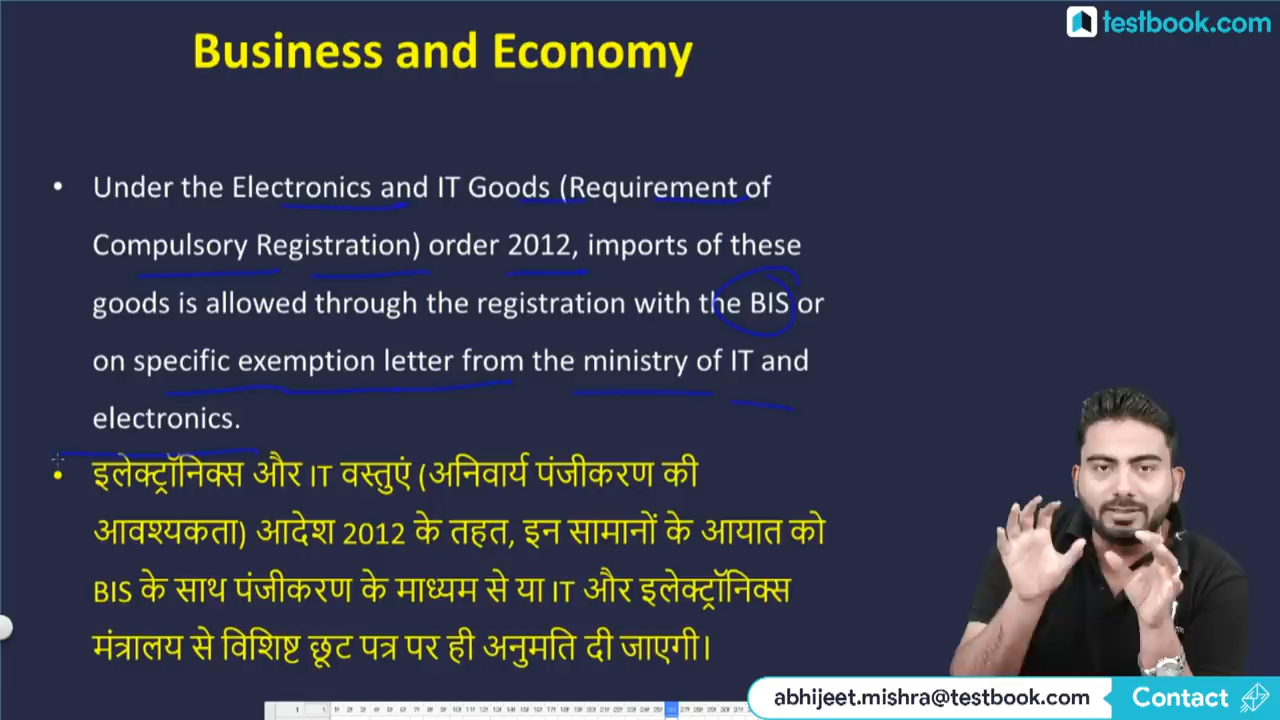 testbook.com
Business and Economy
• Under the Electronics and IT Goods (Requirement of
Compulsory Registration) order 2012, imports of these
goods is allowed through the registration with the BIS or
on specific exemption letter from the ministry of IT and
electronics.
• इलेक्ट्रॉनिक्स और IT वस्तुएं (अनिवार्य पंजीकरण की
आवश्यकता) आदेश 2012 के तहत, इन सामानों के आयात को
BIS के साथ पंजीकरण के माध्यम से या IT और इलेक्ट्रॉनिक्स
मंत्रालय से विशिष्ट छूट पत्र पर ही अनुमति दी जाएगी।
abhijeet.mishra@testbook.com Contact